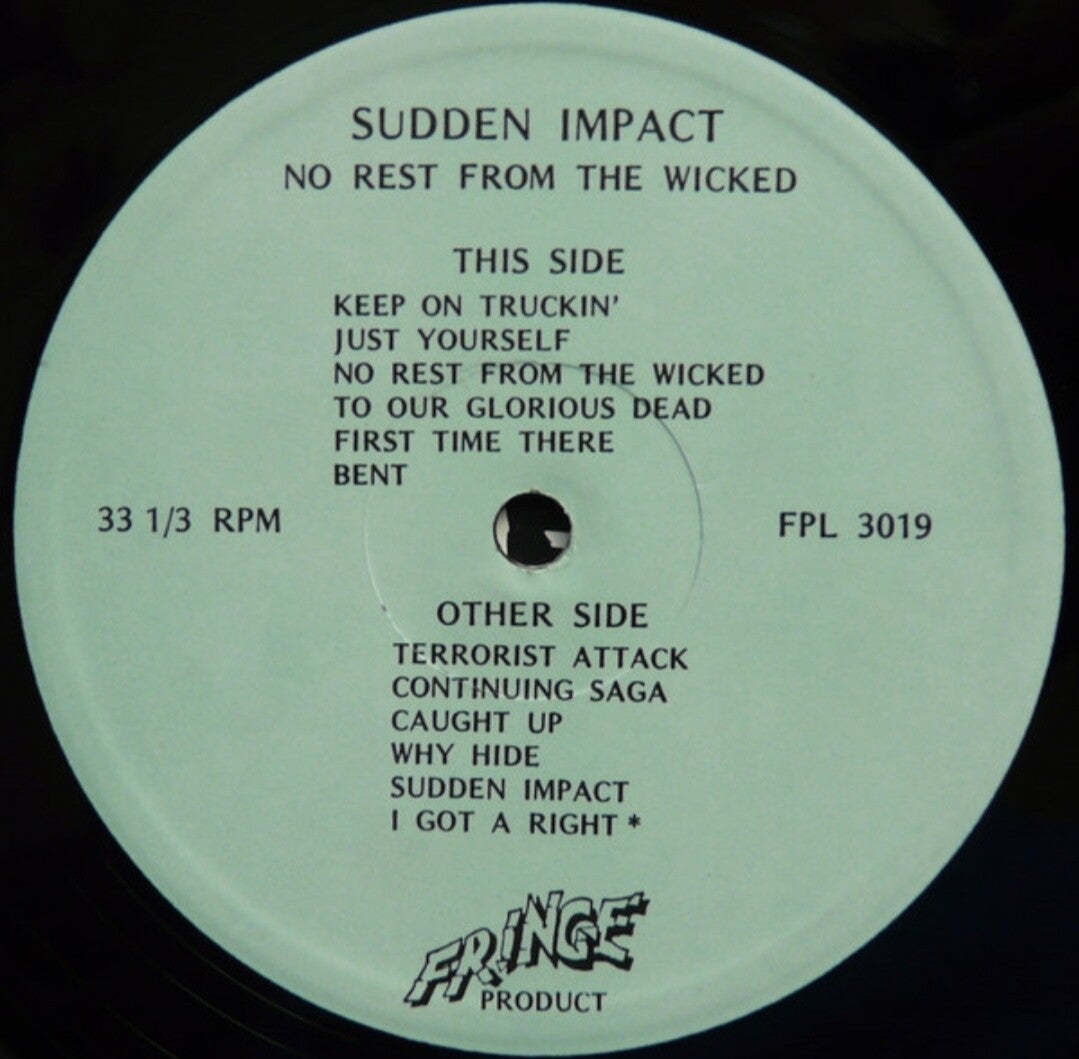 SUDDEN IMPACT
NO REST FROM THE WICKED
THIS SIDE
KEEP ON TRUCKIN'
JUST YOURSELF
NO REST FROM THE WICKED
TO OUR GLORIOUS DEAD
FIRST TIME THERE
BENT
33 1/3 RPM
FPL 3019
OTHER SIDE
TERRORIST ATTACK
CONTINUING SAGA
CAUGHT UP
WHY HIDE
SUDDEN IMPACT
I GOT A RIGHT *
FRINGE
PRODUCT